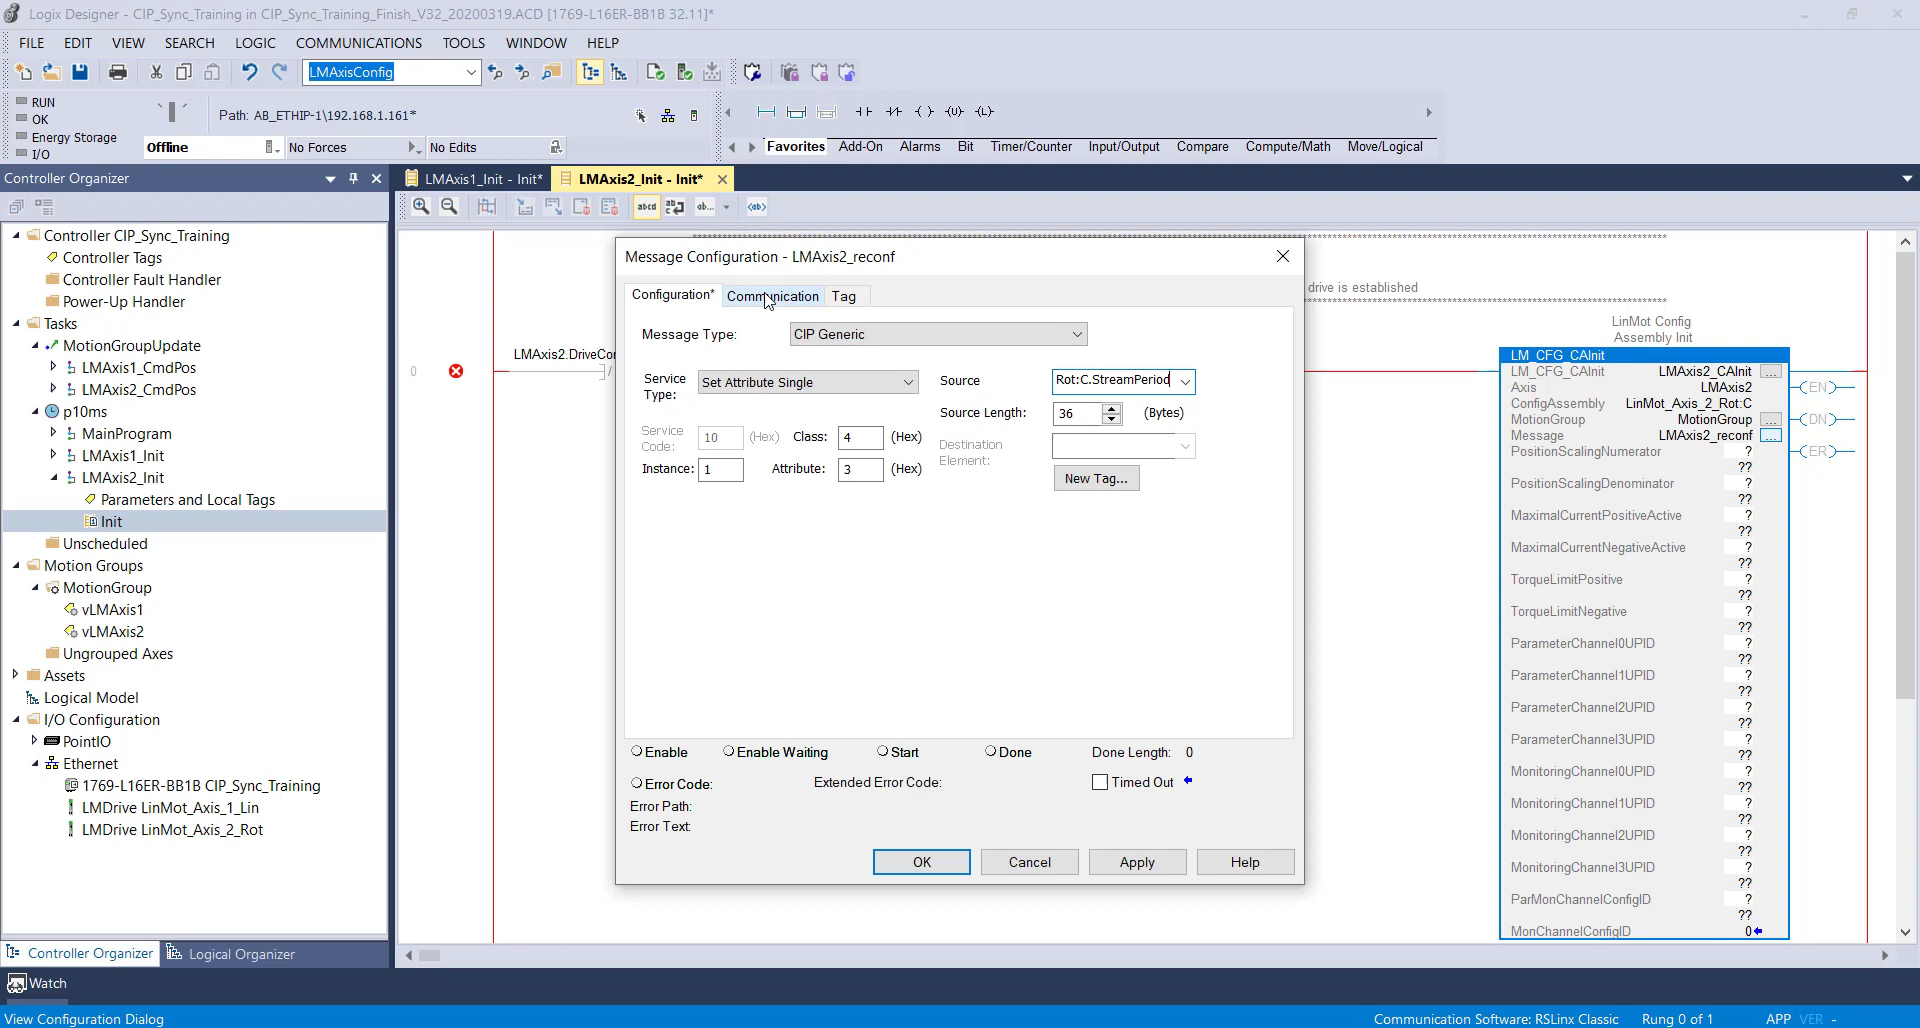 Logix Designer - CIP_Sync_Training in CIP_Sync_Training_Finish_V32_20200319.ACD [1769-L16ER-BB1B 32.11]*
FILE EDIT VIEW SEARCH LOGIC COMMUNICATIONS TOOLS WINDOW HELP
LMAxisConfig
RUN
OK
Energy Storage
I/O
Path: AB_ETHIP-1\192.168.1.161*
Offline No Forces No Edits
Favorites Add-On Alarms Bit Timer/Counter Input/Output Compare Compute/Math Move/Logical
Controller Organizer
LMAxis1_Init - Init* LMAxis2_Init - Init*
Controller CIP_Sync_Training
Controller Tags
Controller Fault Handler
Power-Up Handler
Tasks
MotionGroupUpdate
LMAxis1_CmdPos
LMAxis2_CmdPos
p10ms
MainProgram
LMAxis1_Init
LMAxis2_Init
Parameters and Local Tags
Init
Unscheduled
Motion Groups
MotionGroup
vLMAxis1
vLMAxis2
Ungrouped Axes
Assets
Logical Model
I/O Configuration
PointIO
Ethernet
1769-L16ER-BB1B CIP_Sync_Training
LMDrive LinMot_Axis_1_Lin
LMDrive LinMot_Axis_2_Rot
Controller Organizer Logical Organizer
Watch
View Configuration Dialog
Communication Software: RSLinx Classic Rung 0 of 1 APP VER
0
LMAxis2.DriveCo
drive is established
Message Configuration - LMAxis2_reconf
Configuration* Communication Tag
Message Type: CIP Generic
Service Type: Set Attribute Single
Source Rot:C.StreamPeriod
Source Length: 36 (Bytes)
Service Code: 10 (Hex) Class: 4 (Hex)
Destination Element:
Instance: 1 Attribute: 3 (Hex)
New Tag...
Enable Enable Waiting Start Done Done Length: 0
Error Code: Extended Error Code: Timed Out
Error Path:
Error Text:
OK Cancel Apply Help
LinMot Config
Assembly Init
LM_CFG_CAInit
LM_CFG_CAInit LMAxis2_CAInit ...
Axis LMAxis2 EN
ConfigAssembly LinMot_Axis_2_Rot:C
MotionGroup MotionGroup ... DN
Message LMAxis2_reconf ...
PositionScalingNumerator ? ER
??
PositionScalingDenominator ?
??
MaximalCurrentPositiveActive ?
??
MaximalCurrentNegativeActive ?
??
TorqueLimitPositive ?
??
TorqueLimitNegative ?
??
ParameterChannel0UPID ?
??
ParameterChannel1UPID ?
??
ParameterChannel2UPID ?
??
ParameterChannel3UPID ?
??
MonitoringChannel0UPID ?
??
MonitoringChannel1UPID ?
??
MonitoringChannel2UPID ?
??
MonitoringChannel3UPID ?
??
ParMonChannelConfigID ?
??
MonChannelConfigID 0